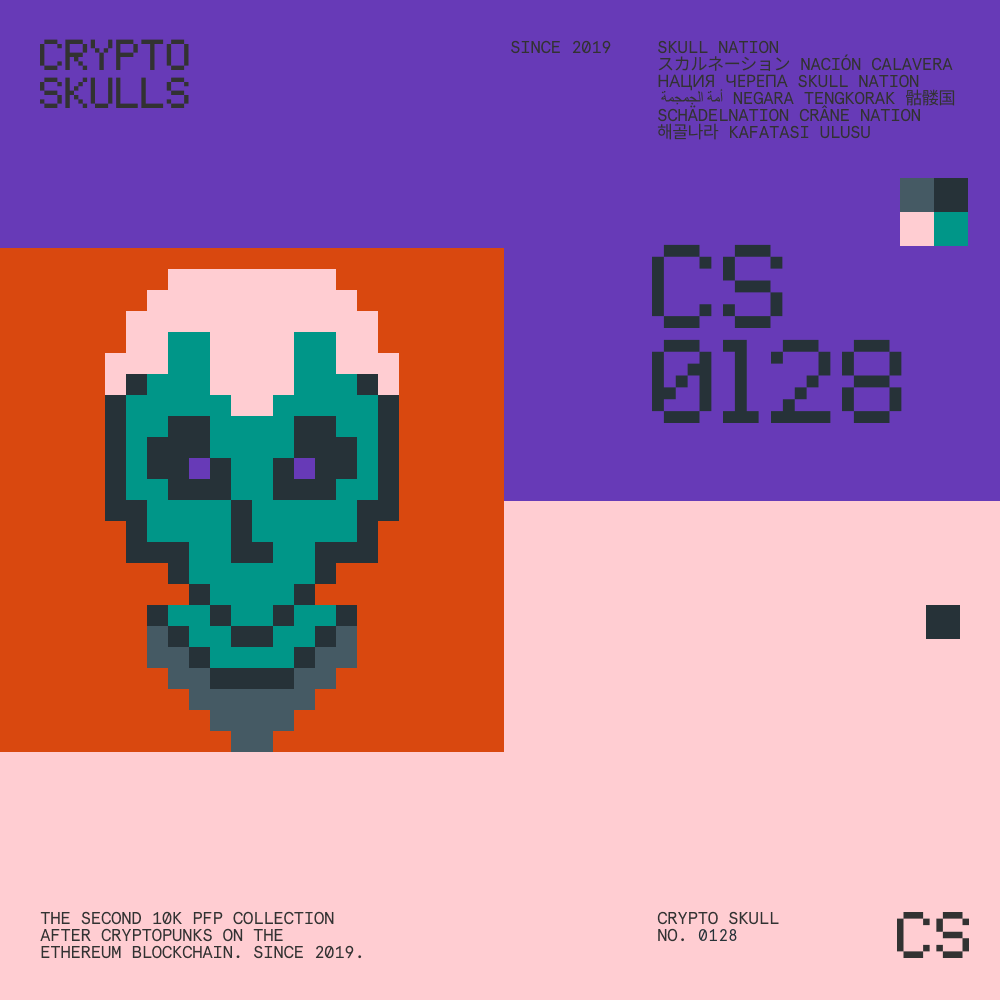 CRYPTO
SKULLS
SINCE 2019
SKULL NATION
スカルネーション NACIÓN CALAVERA
НАЦИЯ ЧЕРЕПА SKULL NATION
أمة الجمجمة NEGARA TENGKORAK 骷髅国
SCHÄDELNATION CRÂNE NATION
해골나라 KAFATASI ULUSU
CS
0128
THE SECOND 10K PFP COLLECTION
AFTER CRYPTOPUNKS ON THE
ETHEREUM BLOCKCHAIN. SINCE 2019.
CRYPTO SKULL
NO. 0128
CS